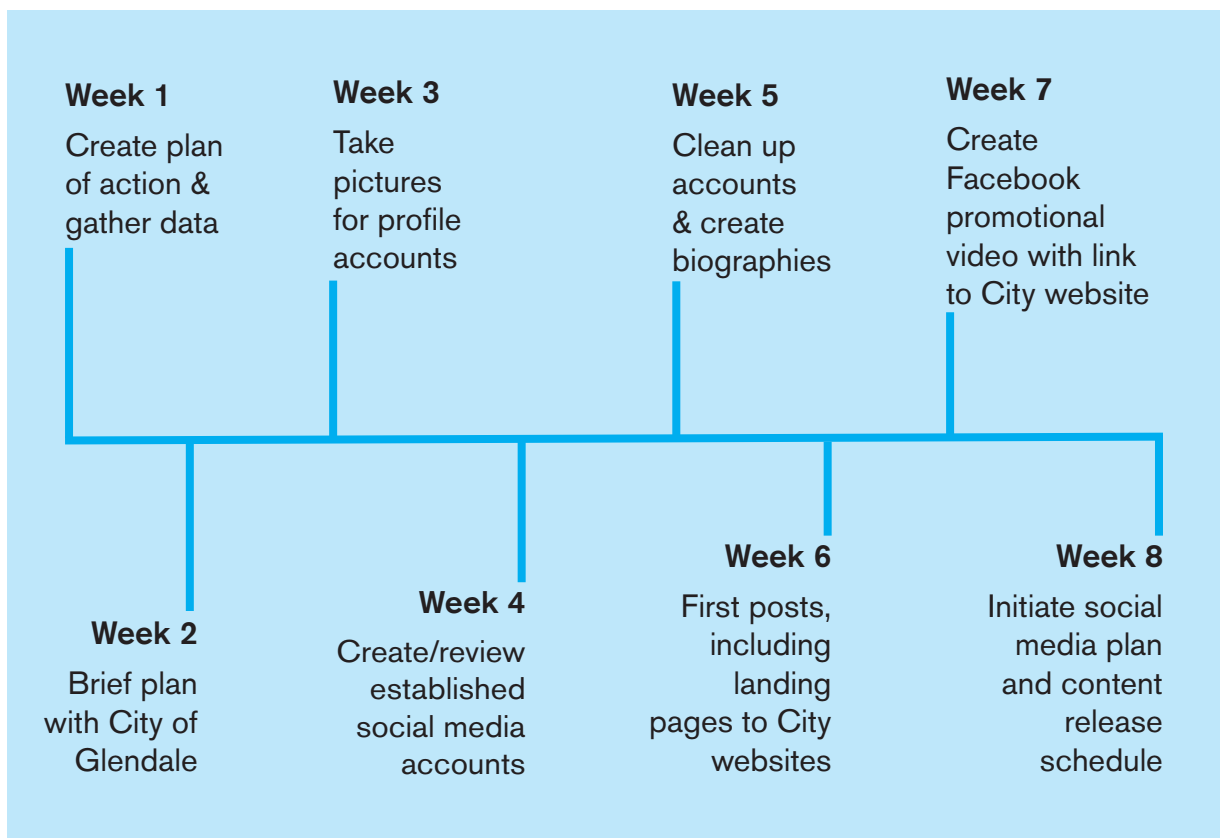 Week 1
Create plan
of action &
gather data
Week 2
Brief plan
with City of
Glendale
Week 3
Take
pictures
for profile
accounts
Week 4
Create/review
established
social media
accounts
Week 5
Clean up
accounts
& create
biographies
Week 6
First posts,
including
landing
pages to City
websites
Week 7
Create
Facebook
promotional
video with link
to City website
Week 8
Initiate social
media plan
and content
release
schedule